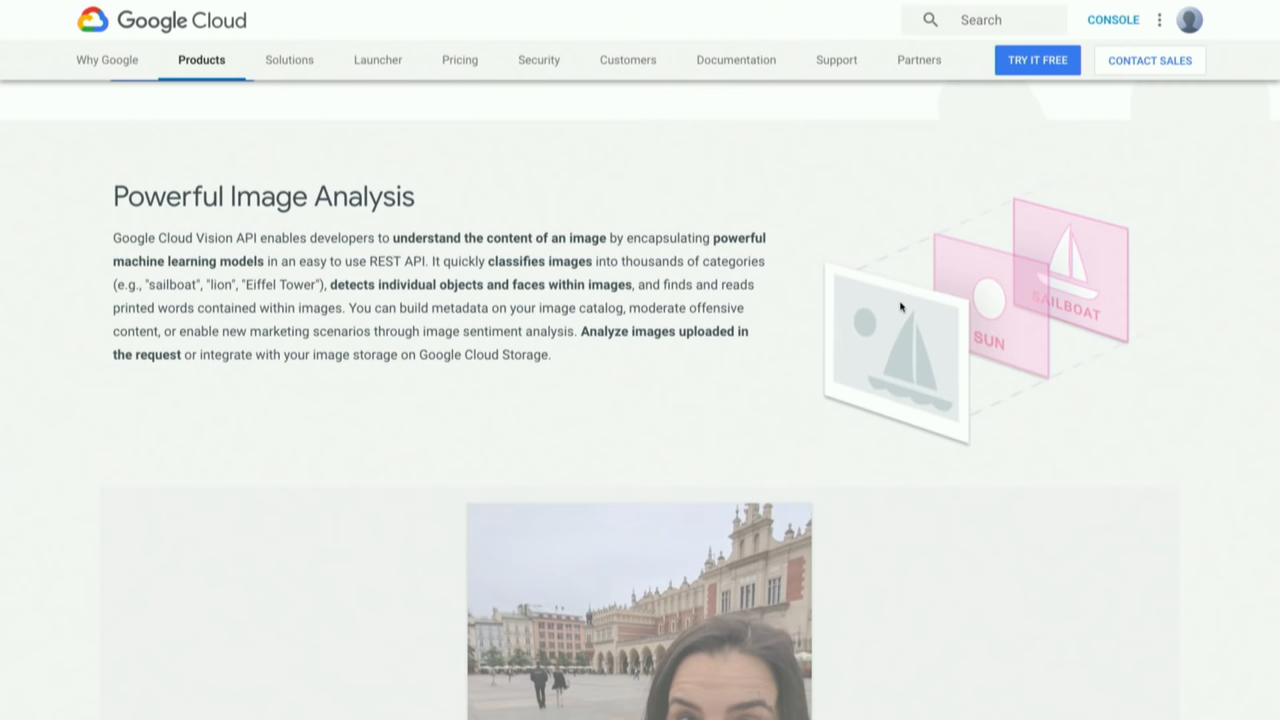 Google Cloud
Search
CONSOLE
Why Google
Products
Solutions
Launcher
Pricing
Security
Customers
Documentation
Support
Partners
TRY IT FREE
CONTACT SALES
Powerful Image Analysis
Google Cloud Vision API enables developers to understand the content of an image by encapsulating powerful
machine learning models in an easy to use REST API. It quickly classifies images into thousands of categories
(e.g., "sailboat", "lion", "Eiffel Tower"), detects individual objects and faces within images, and finds and reads
printed words contained within images. You can build metadata on your image catalog, moderate offensive
content, or enable new marketing scenarios through image sentiment analysis. Analyze images uploaded in
the request or integrate with your image storage on Google Cloud Storage.
SAILBOAT
SUN